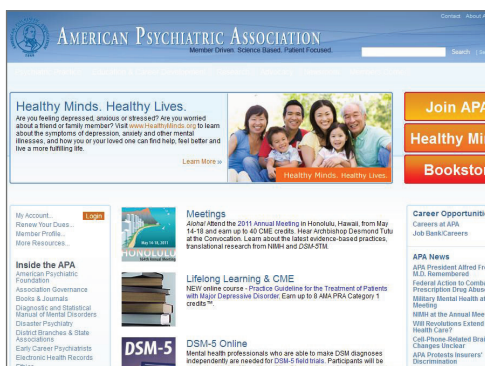 Contact About
AMERICAN PSYCHIATRIC ASSOCIATION
Member Driven. Science Based. Patient Focused.
Search
Healthy Minds. Healthy Lives.
Are you feeling depressed, anxious or stressed? Are you worried
about a friend or family member? Visit www.HealthyMinds.org to learn
about the symptoms of depression, anxiety and other mental
illnesses, and how you or your loved one can find help, feel better and
live a more fulfilling life.
Learn More »
Healthy Minds. Healthy Lives.
Join APA
Healthy Mi
Booksto
My Account..
Login
Renew Your Dues...
Member Profile...
More Resources...
Inside the APA
American Psychiatric
Foundation
Association Governance
Books & Journals
Diagnostic and Statistical
Manual of Mental Disorders
Disaster Psychiatry
District Branches & State
Associations
Early Career Psychiatrists
Electronic Health Records
May 14-18, 2011
HONOLULU
Meetings
Aloha! Attend the 2011 Annual Meeting in Honolulu, Hawaii, from May
14-18 and earn up to 40 CME credits. Hear Archbishop Desmond Tutu
at the Convocation. Learn about the latest evidence-based practices,
translational research from NIMH and DSM-5TM.
Lifelong Learning & CME
NEW online course - Practice Guideline for the Treatment of Patients
with Major Depressive Disorder. Earn up to 8 AMA PRA Category 1
credits™.
DSM-5
DSM-5 Online
Mental health professionals who are able to make DSM diagnoses
independently are needed for DSM-5 field trials. Participants will be
Career Opportuniti
Careers at APA
Job Bank/Careers
APA News
APA President Alfred Fr
M.D. Remembered
Federal Action to Comba
Prescription Drug Abus
Military Mental Health at
Meeting
NIMH at the Annual Mee
Will Revolutions Extend
Health Care?
Cell-Phone-Related Brai
Changes Unclear
APA Protests Insurers'
Discrimination